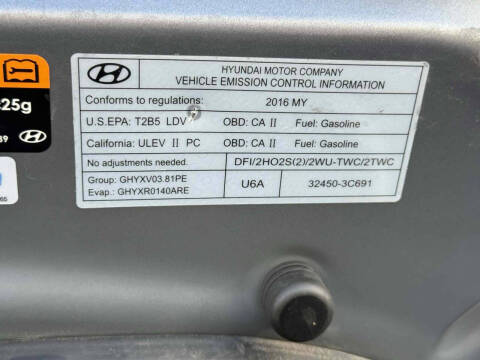 HYUNDAI MOTOR COMPANY
VEHICLE EMISSION CONTROL INFORMATION
Conforms to regulations: 2016 MY
U.S.EPA: T2B5 LDV OBD: CA II Fuel: Gasoline
California: ULEV II PC OBD: CA II Fuel: Gasoline
No adjustments needed. DFI/2HO2S(2)/2WU-TWC/2TWC
Group: GHYXV03.81PE
Evap.: GHYXR0140ARE
U6A 32450-3C691
25g
39
65